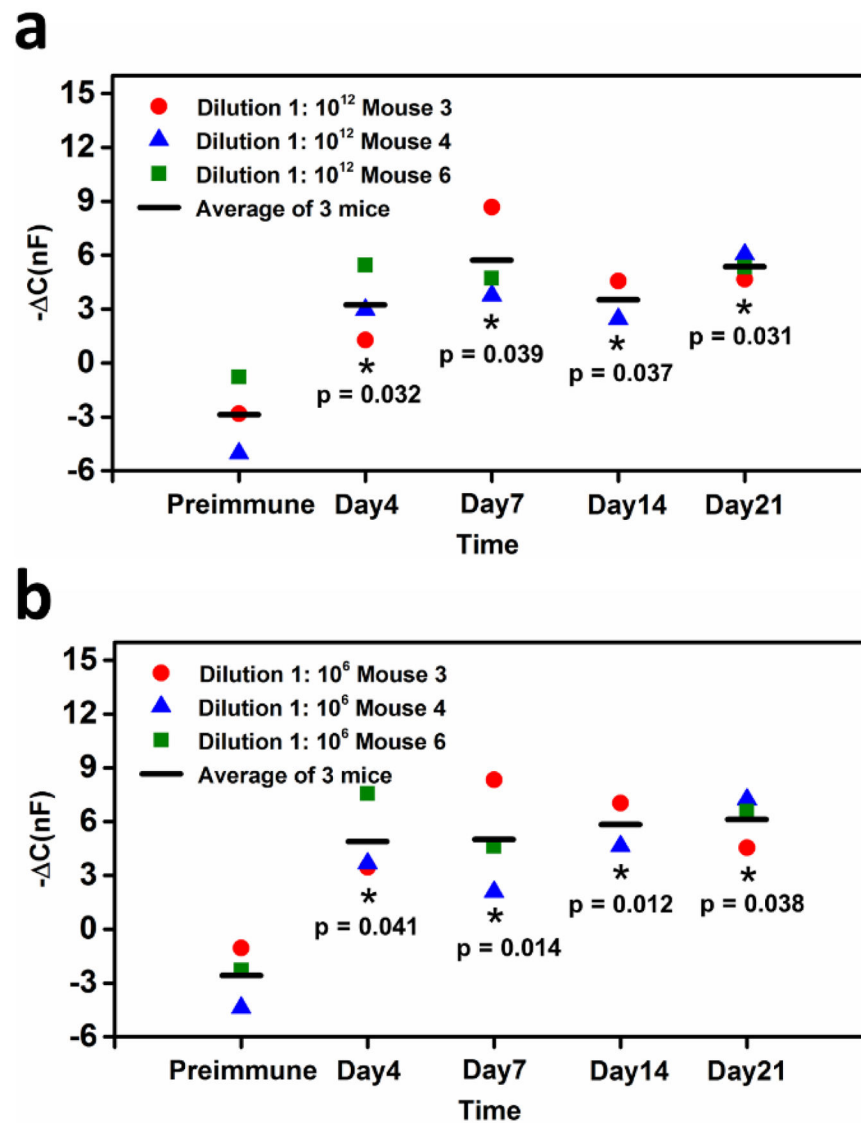 a
15
12
9
6
3
0
-3
-6
-ΔC(nF)
Dilution 1: 10¹² Mouse 3
Dilution 1: 10¹² Mouse 4
Dilution 1: 10¹² Mouse 6
Average of 3 mice
* * * *
p = 0.032 p = 0.039 p = 0.037 p = 0.031
Preimmune Day4 Day7 Day14 Day21
Time
b
15
12
9
6
3
0
-3
-6
-ΔC(nF)
Dilution 1: 10⁶ Mouse 3
Dilution 1: 10⁶ Mouse 4
Dilution 1: 10⁶ Mouse 6
Average of 3 mice
* * * *
p = 0.041 p = 0.014 p = 0.012 p = 0.038
Preimmune Day4 Day7 Day14 Day21
Time